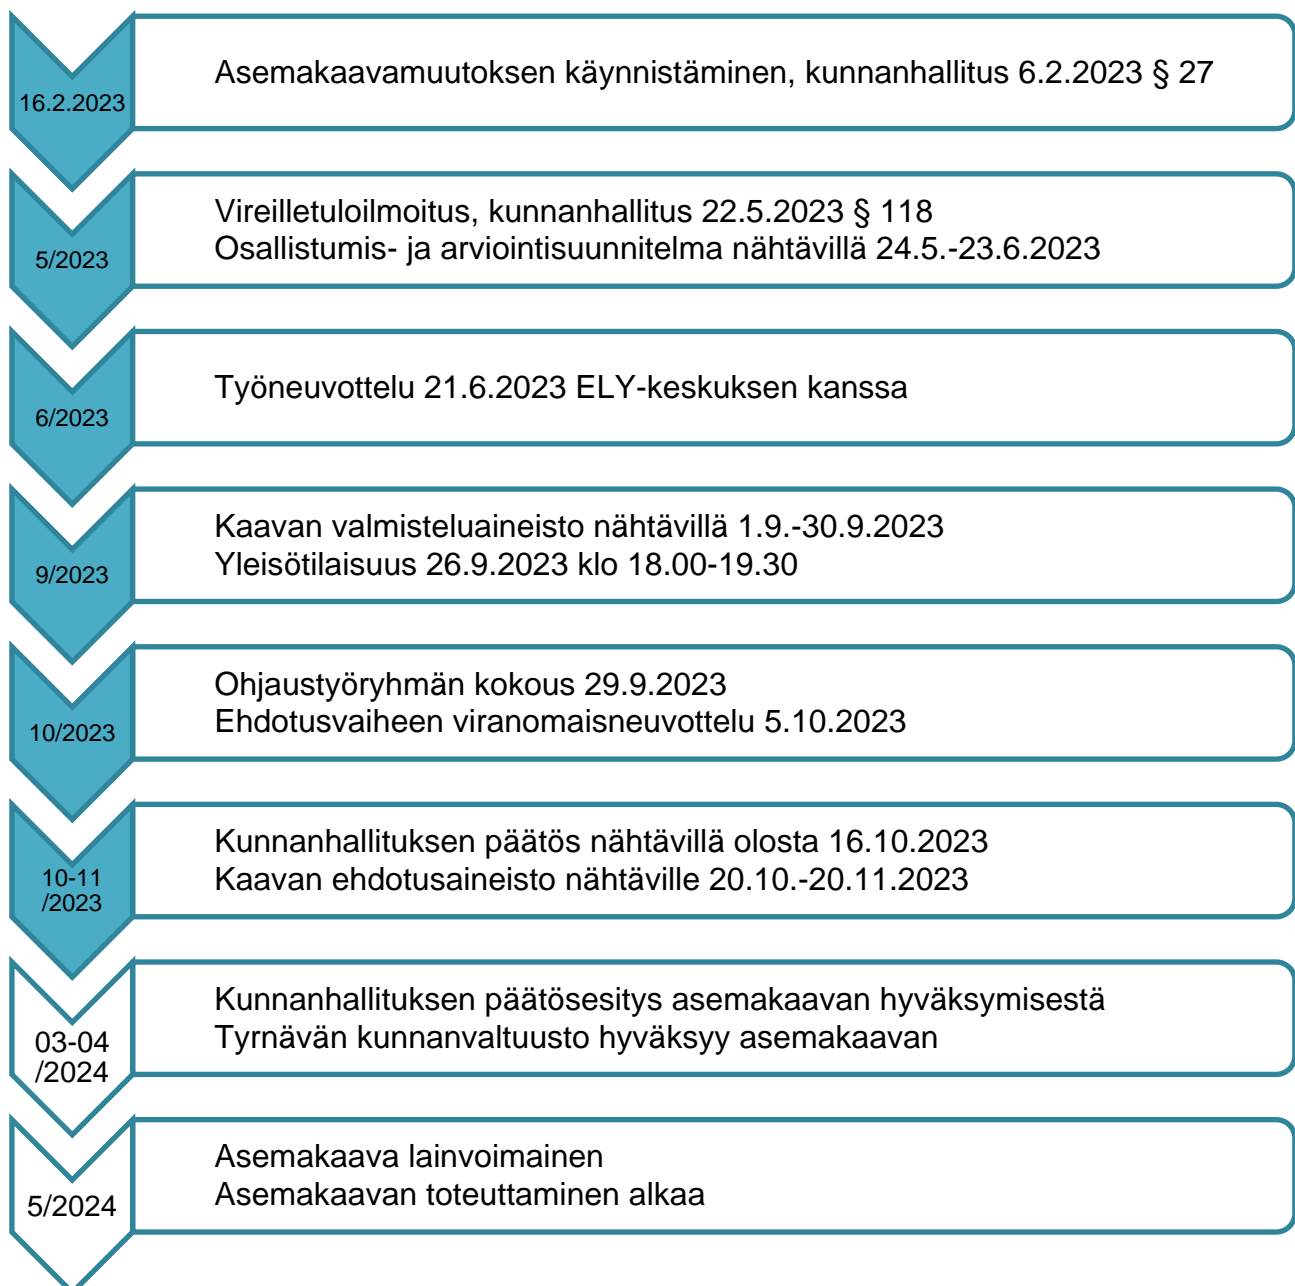 16.2.2023
Asemakaavamuutoksen käynnistäminen, kunnanhallitus 6.2.2023 § 27
5/2023
Vireilletuloilmoitus, kunnanhallitus 22.5.2023 § 118
Osallistumis- ja arviointisuunnitelma nähtävillä 24.5.-23.6.2023
6/2023
Työneuvottelu 21.6.2023 ELY-keskuksen kanssa
9/2023
Kaavan valmisteluaineisto nähtävillä 1.9.-30.9.2023
Yleisötilaisuus 26.9.2023 klo 18.00-19.30
10/2023
Ohjaustyöryhmän kokous 29.9.2023
Ehdotusvaiheen viranomaisneuvottelu 5.10.2023
10-11
/2023
Kunnanhallituksen päätös nähtävillä olosta 16.10.2023
Kaavan ehdotusaineisto nähtäville 20.10.-20.11.2023
03-04
/2024
Kunnanhallituksen päätösesitys asemakaavan hyväksymisestä
Tyrnävän kunnanvaltuusto hyväksyy asemakaavan
5/2024
Asemakaava lainvoimainen
Asemakaavan toteuttaminen alkaa